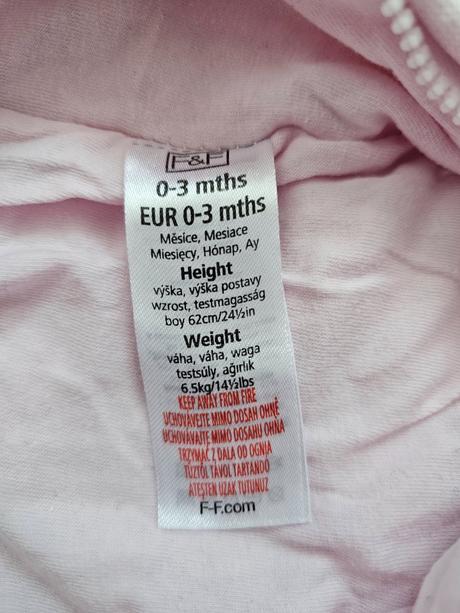 F&F
0-3 mths
EUR 0-3 mths
Měsíce, Mesiace
Miesięcy, Hónap, Ay
Height
výška, výška postavy
wzrost, testmagasság
boy 62cm/24½in
Weight
váha, váha, waga
testsúly, ağırlık
6.5kg/14½lbs
KEEP AWAY FROM FIRE
UCHOVÁVEJTE MIMO DOSAH OHNĚ
UCHOVÁVAJTE MIMO DOSAHU OHŇA
TRZYMAĆ Z DALA OD OGNIA
TŰZTŐL TÁVOL TARTANDÓ
ATEŞTEN UZAK TUTUNUZ
F-F.com